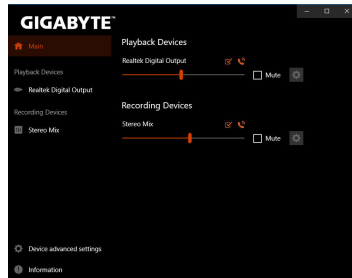 GIGABYTE™
Main
Playback Devices
Realtek Digital Output
Recording Devices
Stereo Mix
Device advanced settings
Information
Playback Devices
Realtek Digital Output
Mute
Recording Devices
Stereo Mix
Mute